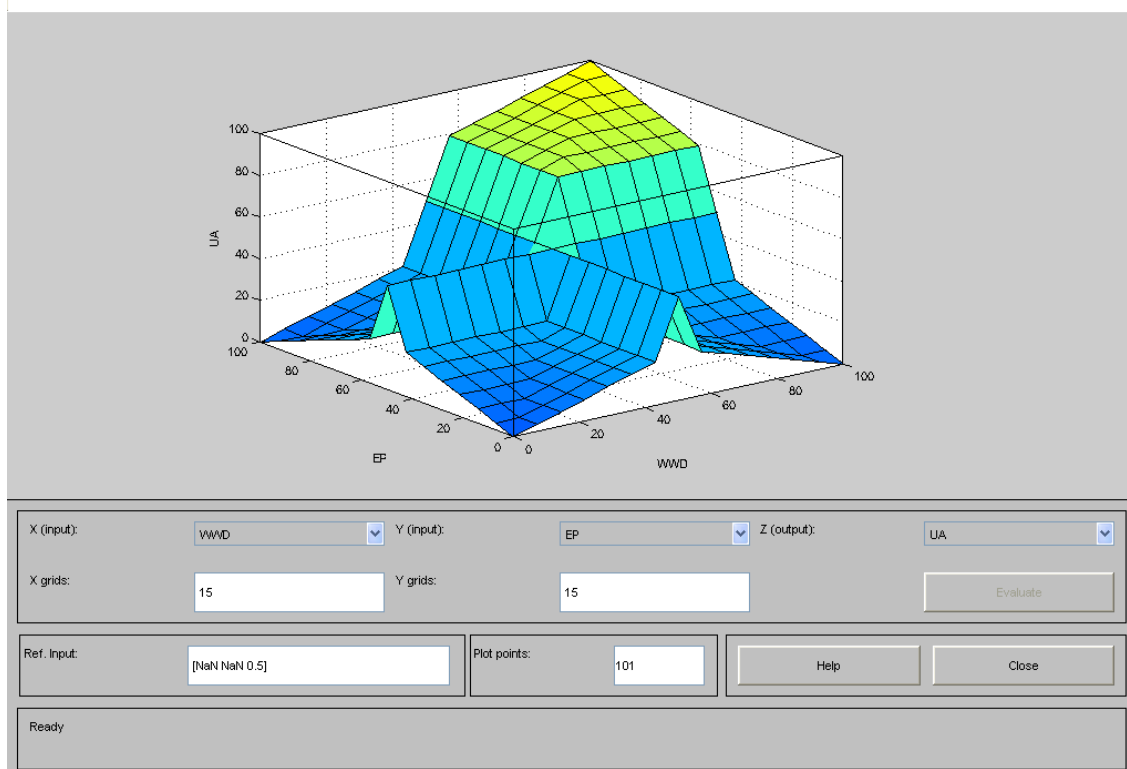 100
80
60
40
20
0
UA
100
80
60
40
20
0
EP
0
20
40
60
80
100
WWD
X (input):
WWD
Y (input):
EP
Z (output):
UA
X grids:
15
Y grids:
15
Evaluate
Ref. Input:
[NaN NaN 0.5]
Plot points:
101
Help
Close
Ready